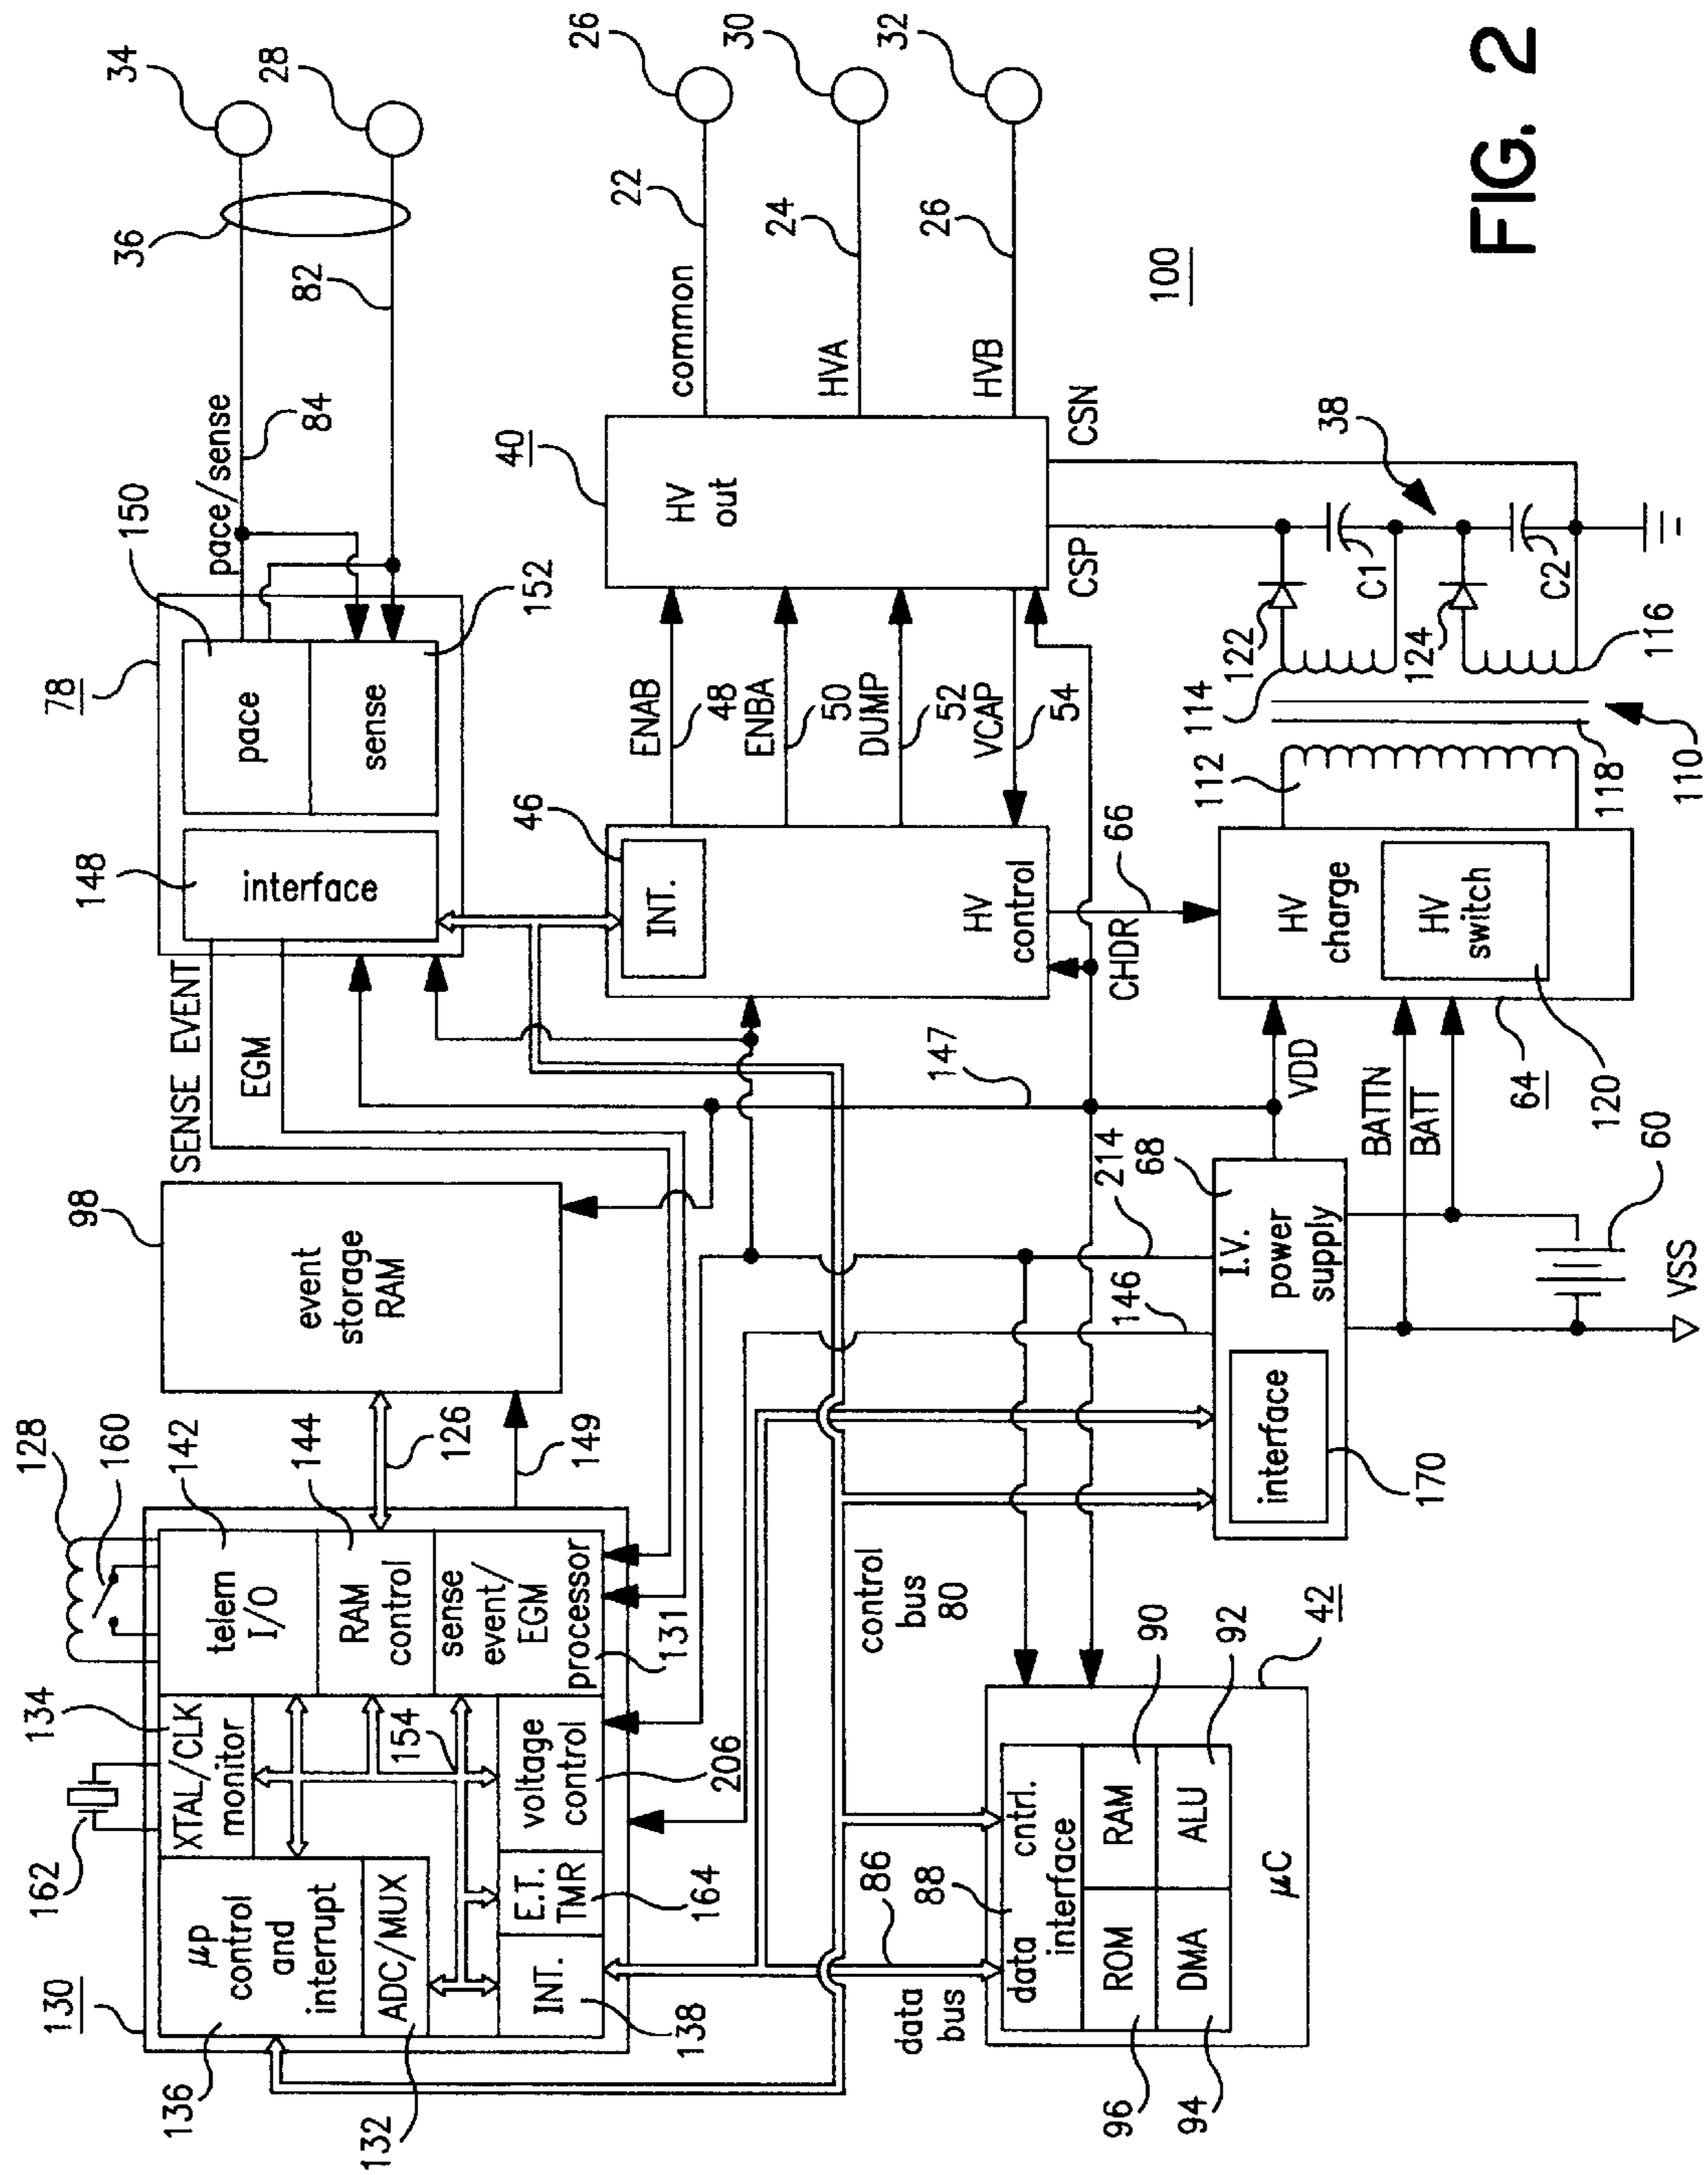 130
136
132
μp
control
and
interrupt
ADC/MUX
162
134
XTAL/CLK
monitor
128
160
142
telem
I/O
144
RAM
control
sense
event/
EGM
processor
131
154
voltage
control
206
E.T.
TMR
164
INT.
138
126
149
98
event
storage
RAM
SENSE EVENT
EGM
148
interface
78
pace
sense
150
152
pace/sense
84
82
36
34
28
46
INT.
HV
control
ENAB
48
ENBA
50
DUMP
52
VCAP
54
40
HV
out
common
22
26
HVA
24
30
HVB
26
32
CSP
CSN
CHDR
66
147
214
146
control
bus
80
data
bus
86
88
data
cntrl.
interface
ROM
RAM
DMA
ALU
μC
90
92
96
94
42
interface
170
I.V.
power
supply
68
VDD
BATTN
BATT
60
VSS
HV
charge
HV
switch
64
120
112
114
116
118
110
122
124
C1
C2
38
100
FIG. 2